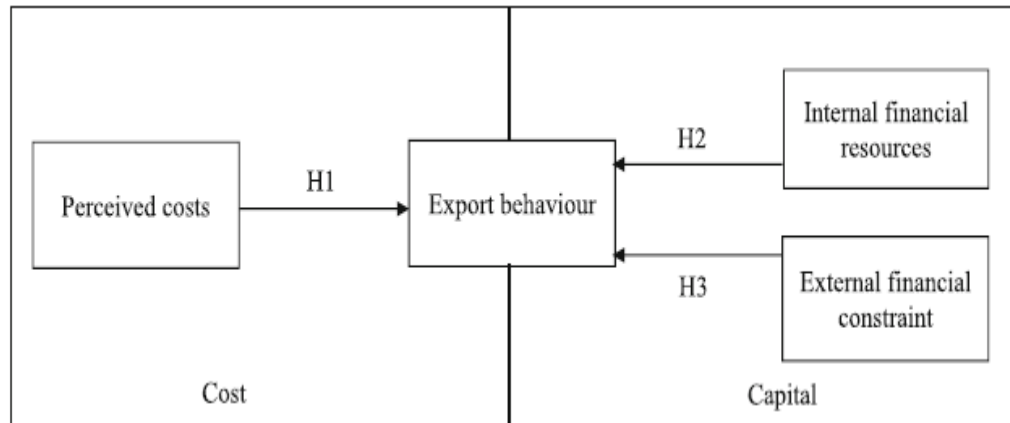 Perceived costs
H1
Export behaviour
H2
Internal financial
resources
H3
External financial
constraint
Cost
Capital